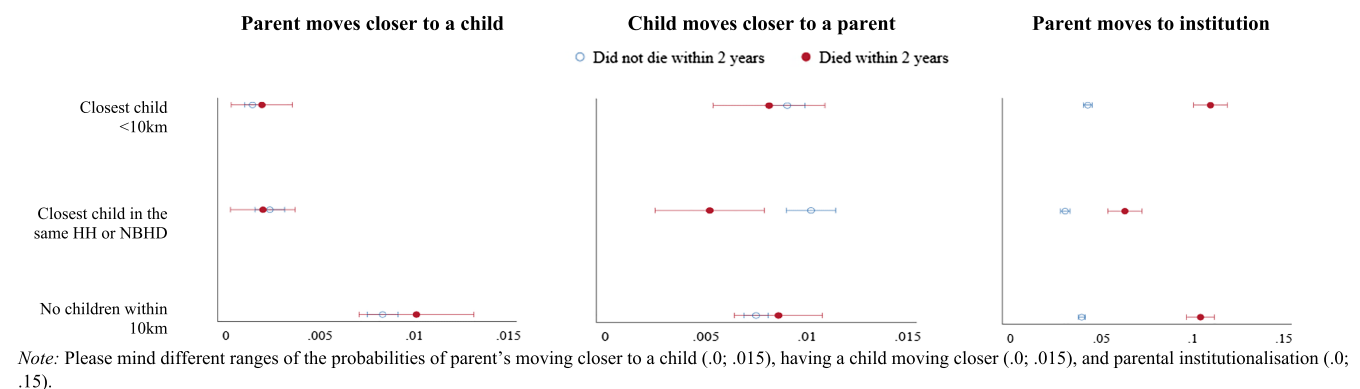 Parent moves closer to a child
Child moves closer to a parent
Parent moves to institution
Did not die within 2 years
Died within 2 years
Closest child
<10km
Closest child in the
same HH or NBHD
No children within
10km
0 .005 .01 .015
0 .005 .01 .015
0 .05 .1 .15
Note: Please mind different ranges of the probabilities of parent’s moving closer to a child (.0; .015), having a child moving closer (.0; .015), and parental institutionalisation (.0;
.15).